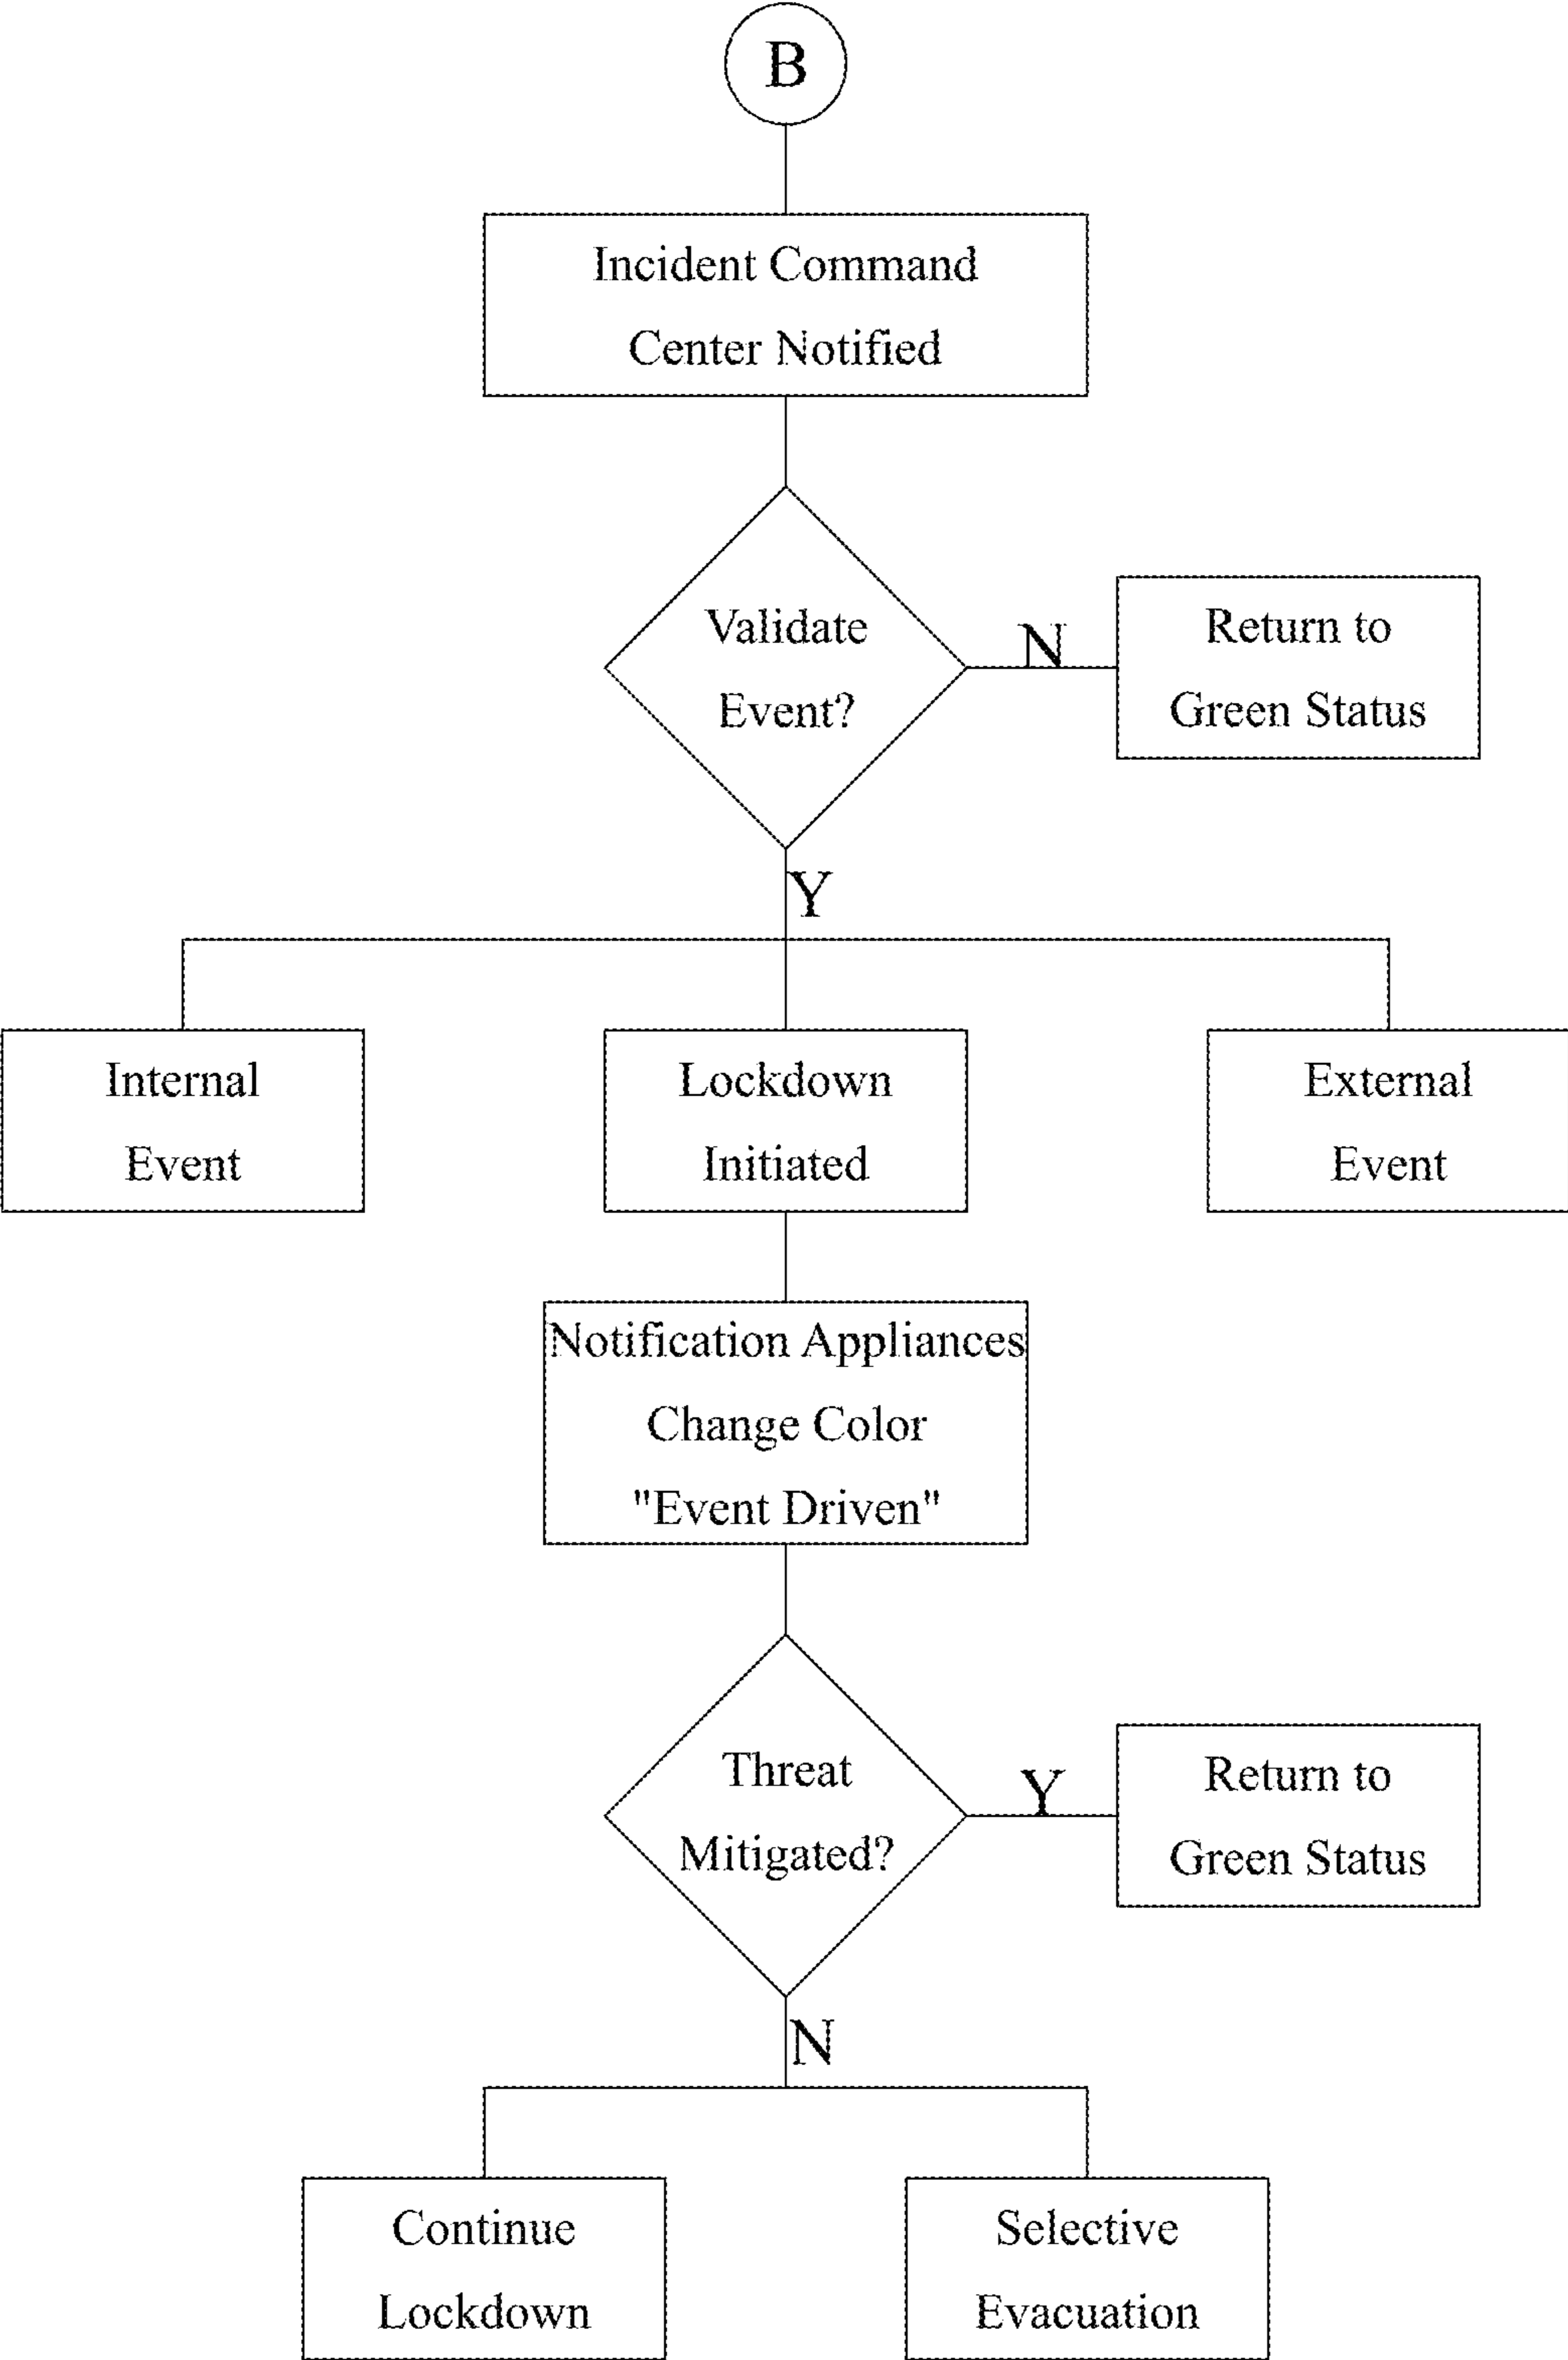 B
Incident Command
Center Notified
Validate
Event?
N
Return to
Green Status
Y
Internal
Event
Lockdown
Initiated
External
Event
Notification Appliances
Change Color
"Event Driven"
Threat
Mitigated?
Y
Return to
Green Status
N
Continue
Lockdown
Selective
Evacuation